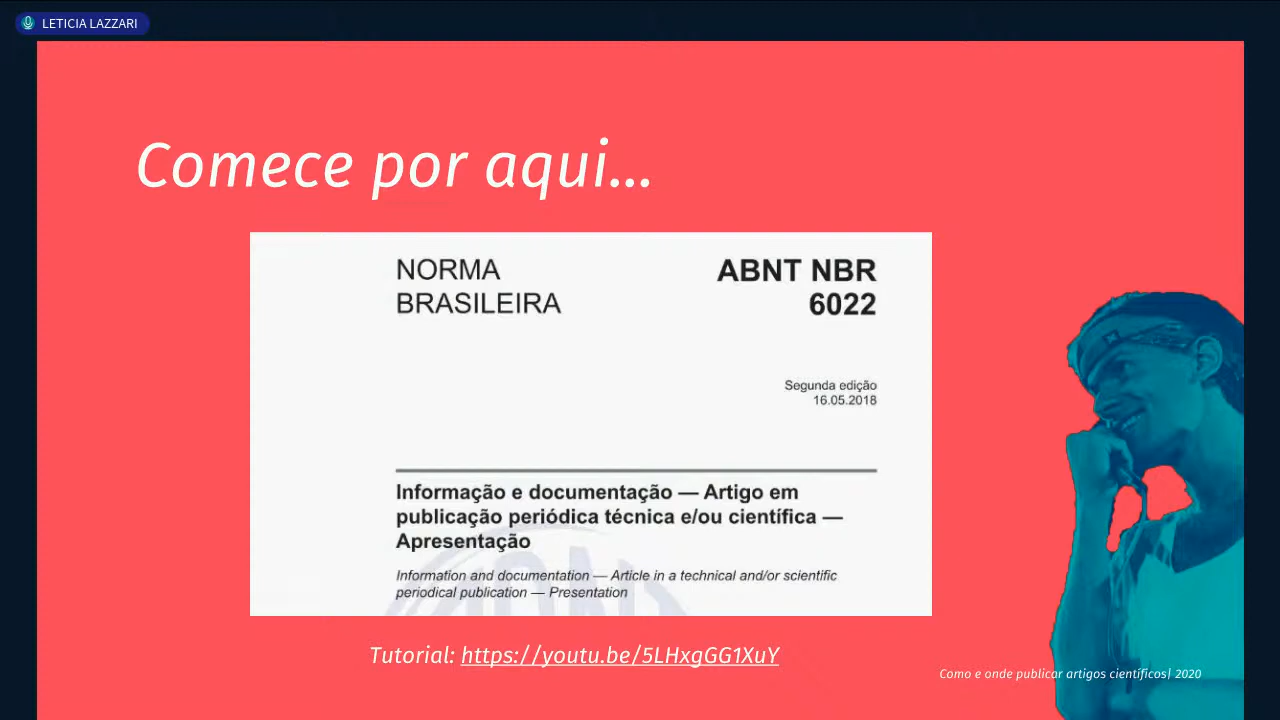 LETICIA LAZZARI
Comece por aqui...
NORMA
BRASILEIRA
ABNT NBR
6022
Segunda edição
16.05.2018
Informação e documentação — Artigo em
publicação periódica técnica e/ou científica —
Apresentação
Information and documentation — Article in a technical and/or scientific
periodical publication — Presentation
Tutorial: https://youtu.be/5LHxgGG1XuY
Como e onde publicar artigos científicos| 2020